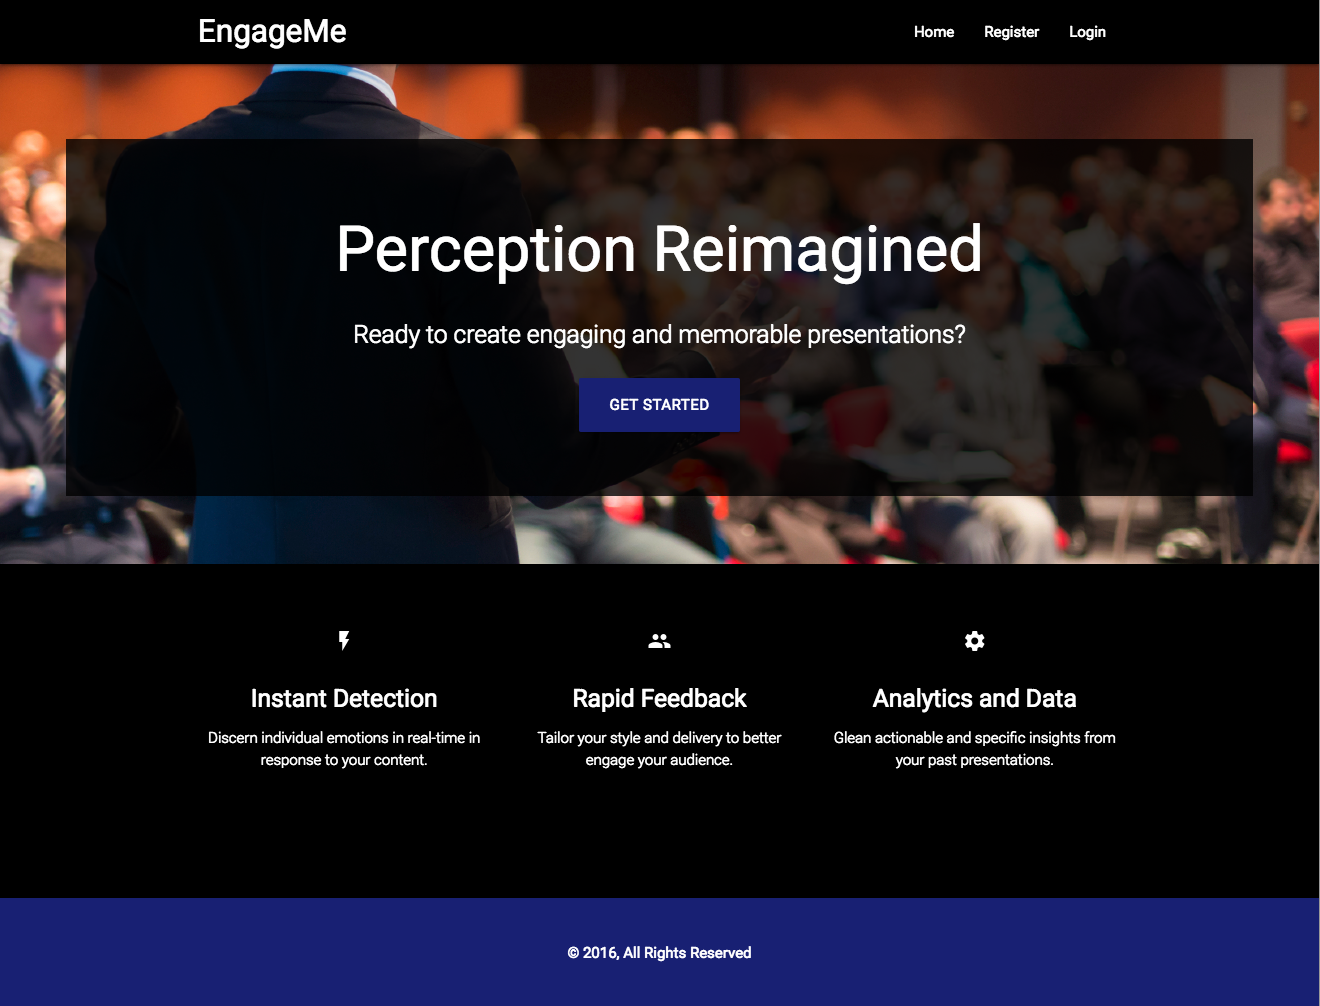 EngageMe
Home Register Login
Perception Reimagined
Ready to create engaging and memorable presentations?
GET STARTED
Instant Detection
Discern individual emotions in real-time in
response to your content.
Rapid Feedback
Tailor your style and delivery to better
engage your audience.
Analytics and Data
Glean actionable and specific insights from
your past presentations.
© 2016, All Rights Reserved